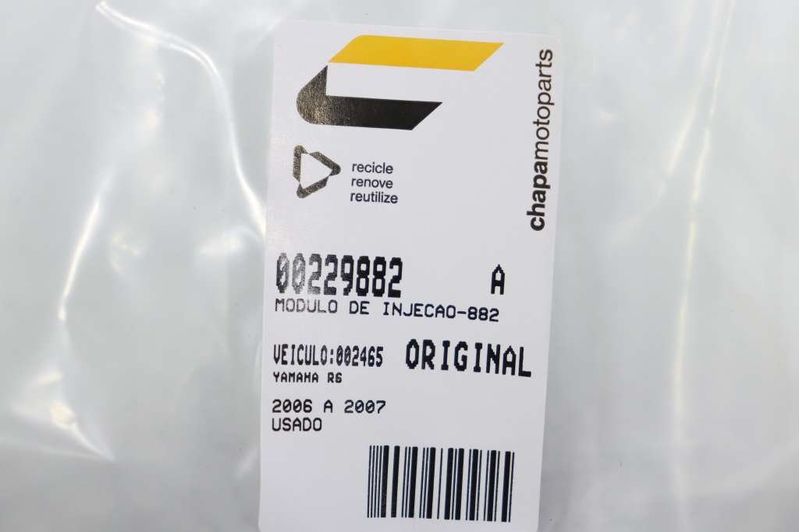 chapamotoparts
recicle
renove
reutilize
00229882 A
MODULO DE INJECAO-882
VEICULO:002465 ORIGINAL
YAMAHA R6
2006 A 2007
USADO